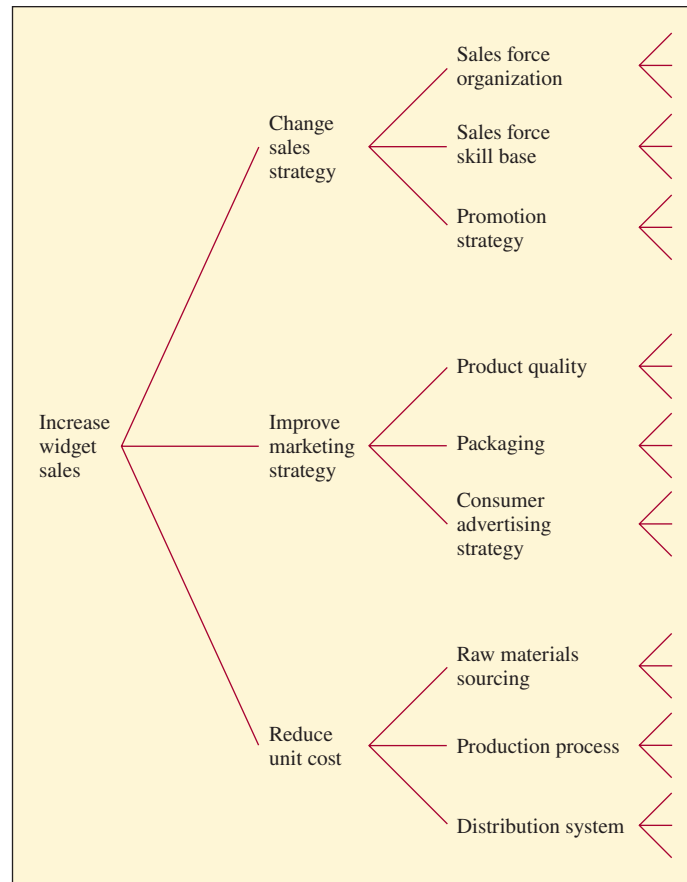 Increase
widget
sales
Change
sales
strategy
Sales force
organization
Sales force
skill base
Promotion
strategy
Improve
marketing
strategy
Product quality
Packaging
Consumer
advertising
strategy
Reduce
unit cost
Raw materials
sourcing
Production process
Distribution system